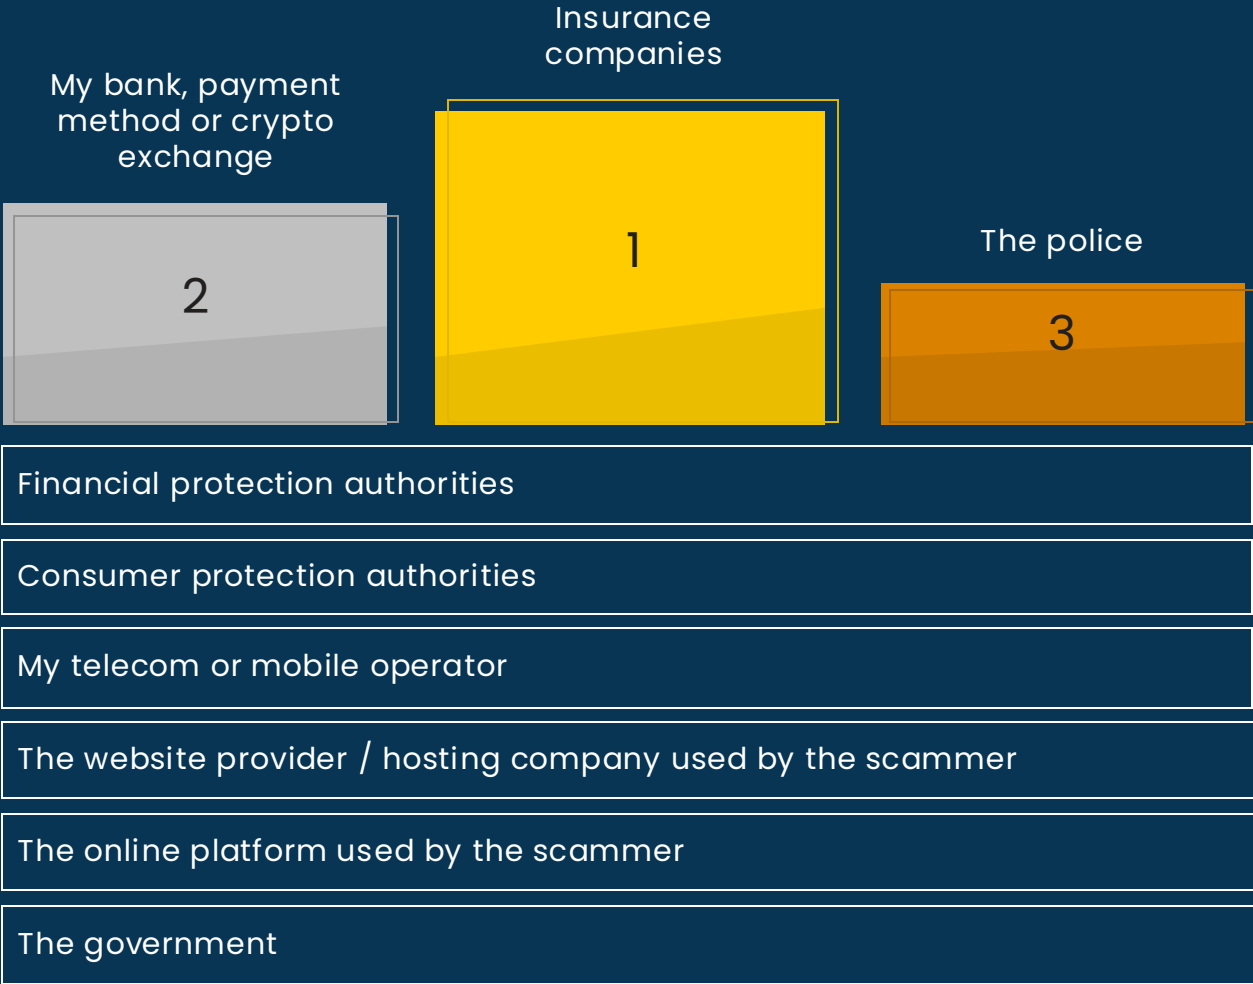 Insurance
companies
My bank, payment
method or crypto
exchange
The police
2
1
3
Financial protection authorities
Consumer protection authorities
My telecom or mobile operator
The website provider / hosting company used by the scammer
The online platform used by the scammer
The government